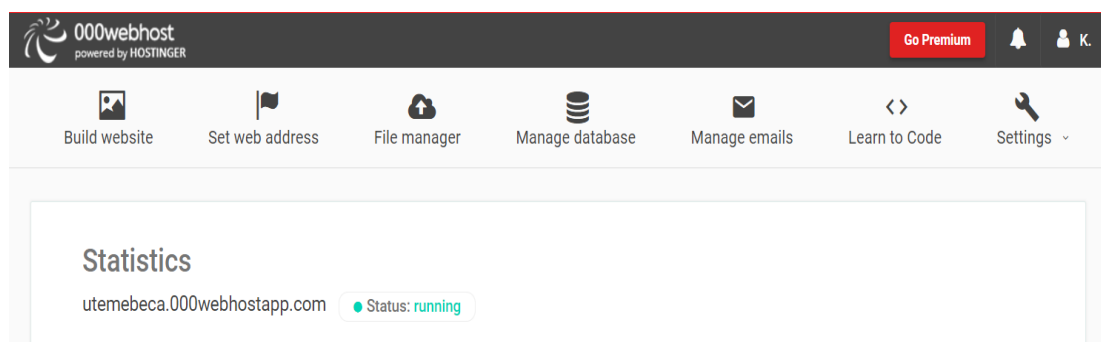 000webhost
powered by HOSTINGER
Go Premium
K.
Build website
Set web address
File manager
Manage database
Manage emails
Learn to Code
Settings
Statistics
utemebeca.000webhostapp.com
Status: running